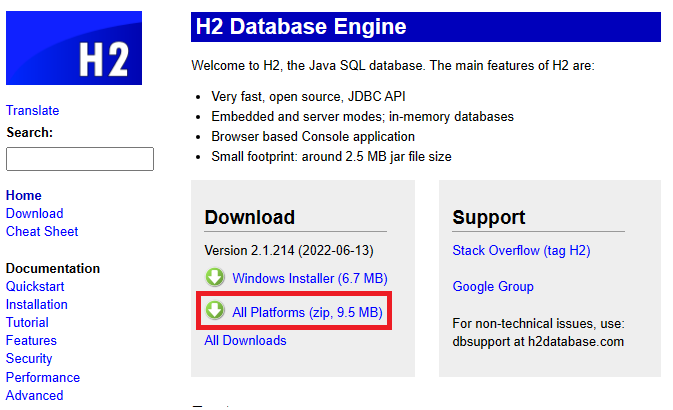 H2
Translate
Search:
Home
Download
Cheat Sheet
Documentation
Quickstart
Installation
Tutorial
Features
Security
Performance
Advanced
H2 Database Engine
Welcome to H2, the Java SQL database. The main features of H2 are:
• Very fast, open source, JDBC API
• Embedded and server modes; in-memory databases
• Browser based Console application
• Small footprint: around 2.5 MB jar file size
Download
Version 2.1.214 (2022-06-13)
Windows Installer (6.7 MB)
All Platforms (zip, 9.5 MB)
All Downloads
Support
Stack Overflow (tag H2)
Google Group
For non-technical issues, use:
dbsupport at h2database.com